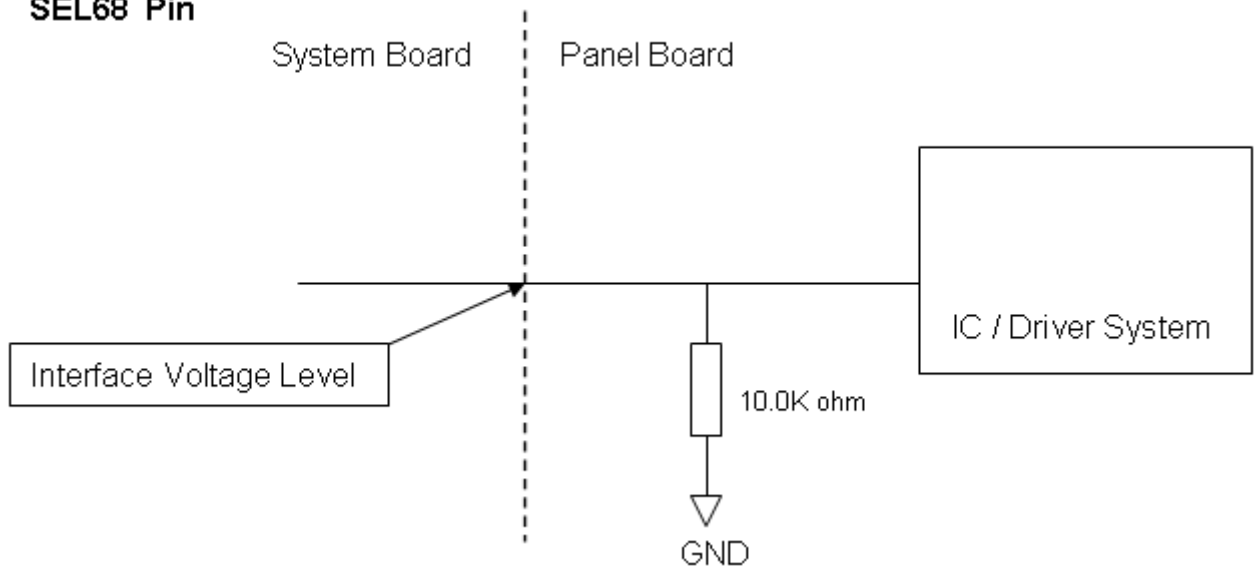 SEL68 Pin
System Board
Panel Board
IC / Driver System
Interface Voltage Level
10.0K ohm
GND